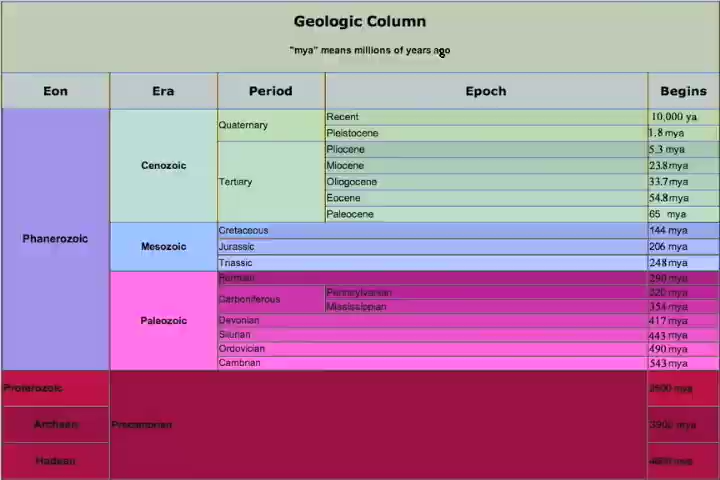 Geologic Column
"mya" means millions of years ago
Eon Era Period Epoch Begins
Phanerozoic Cenozoic Quaternary Recent 10,000 ya
Pleistocene 1.8 mya
Tertiary Pliocene 5.3 mya
Miocene 23.8 mya
Oliogocene 33.7 mya
Eocene 54.8 mya
Paleocene 65 mya
Mesozoic Cretaceous 144 mya
Jurassic 206 mya
Triassic 248 mya
Paleozoic Permian 290 mya
Carboniferous Pennsylvanian 320 mya
Mississippian 354 mya
Devonian 417 mya
Silurian 443 mya
Ordovician 490 mya
Cambrian 543 mya
Proterozoic Precambrian 2500 mya
Archaen mya
Hadean mya